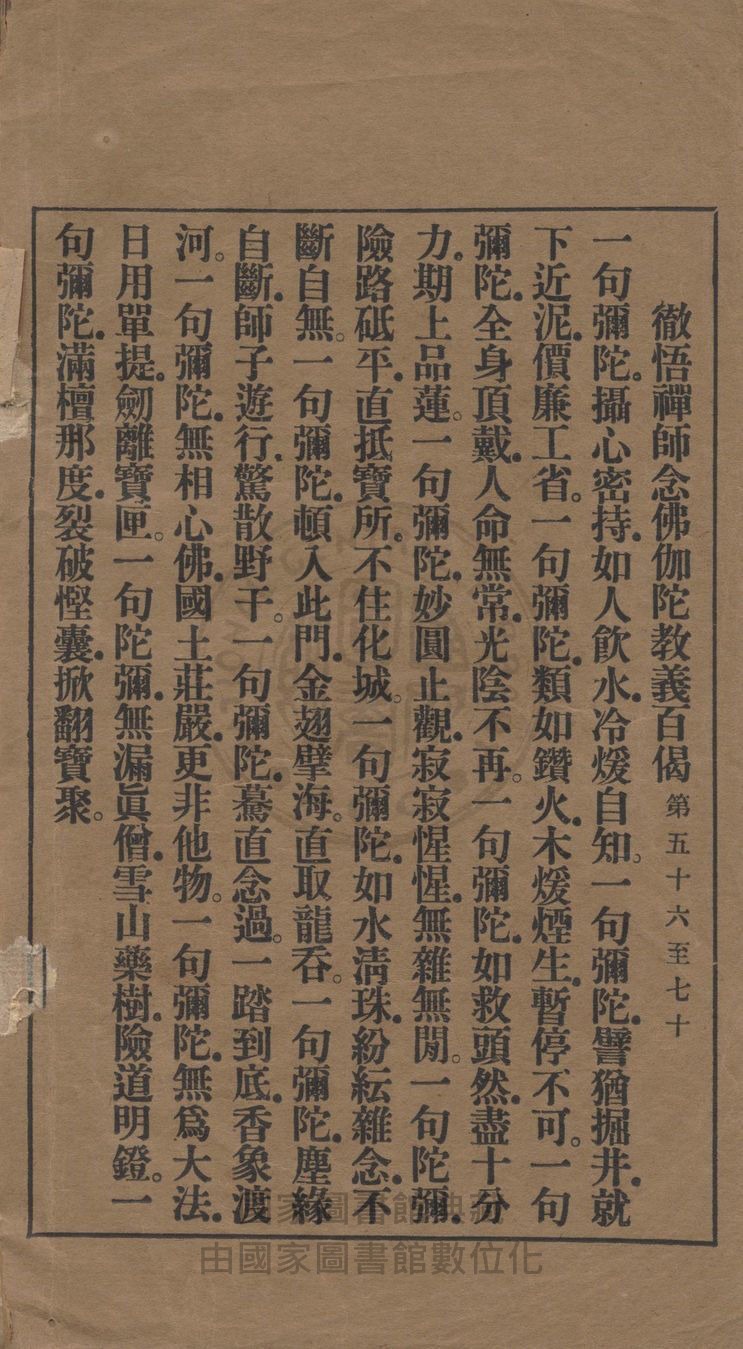 徹悟禪師念佛伽陀教義百偈 第五十六至七十
一句彌陀。攝心密持。如人飲水。冷煖自知。一句彌陀。譬猶掘井。就
下近泥。價廉工省。一句彌陀。類如鑽火。木煖煙生。暫停不可。一句
彌陀。全身頂戴。人命無常。光陰不再。一句彌陀。如救頭然。盡十分
力。期上品蓮。一句彌陀。妙圓止觀。寂寂惺惺。無雜無閒。一句陀彌。
險路砥平。直抵寶所。不住化城。一句彌陀。如水淸珠。紛紜雜念。不
斷自無。一句彌陀。頓入此門。金翅擘海。直取龍吞。一句彌陀。塵緣
自斷。師子遊行。驚散野干。一句彌陀。驀直念過。一踏到底。香象渡
河。一句彌陀。無相心佛。國土莊嚴。更非他物。一句彌陀。無爲大法。
日用單提。劒離寶匣。一句陀彌。無漏眞僧。雪山藥樹。險道明鐙。一
句彌陀。滿檀那度。裂破慳囊。掀翻寶聚。
由國家圖書館數位化